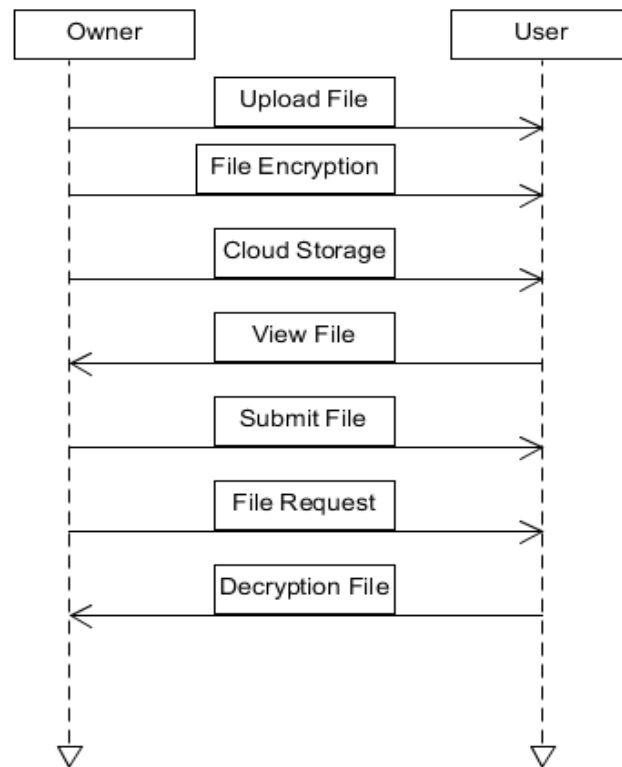 Owner
User
Upload File
File Encryption
Cloud Storage
View File
Submit File
File Request
Decryption File